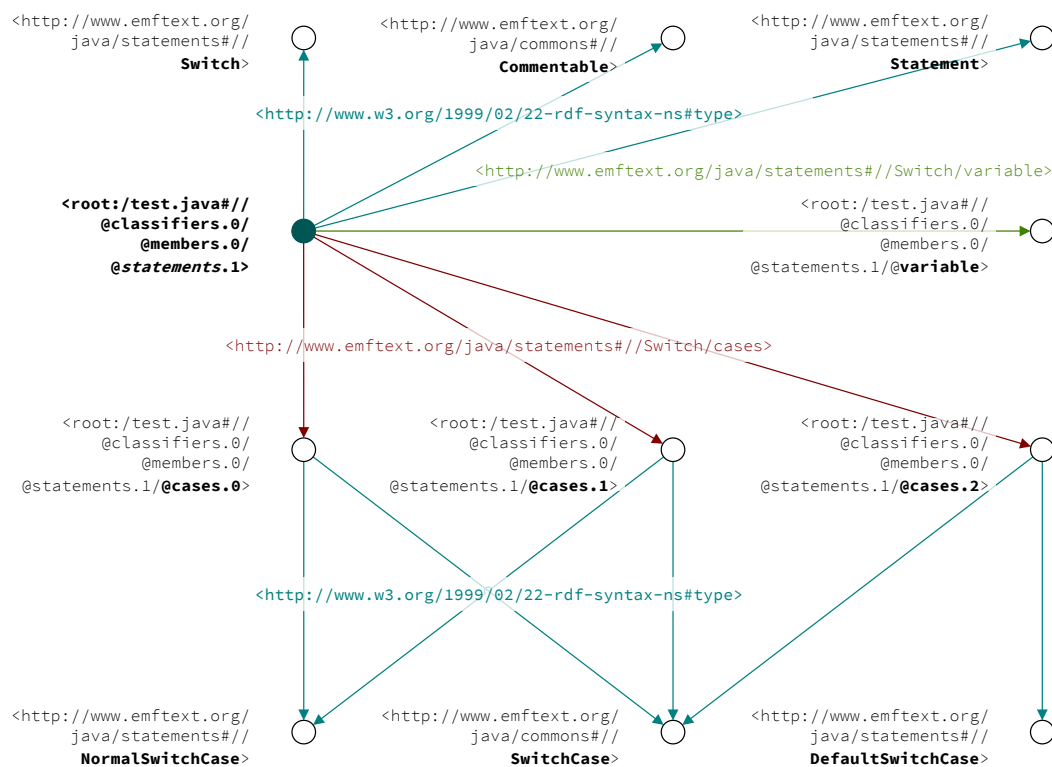 <http://www.emftext.org/
java/statements#//
Switch>
<http://www.emftext.org/
java/commons#//
Commentable>
<http://www.emftext.org/
java/statements#//
Statement>
<http://www.w3.org/1999/02/22-rdf-syntax-ns#type>
<http://www.emftext.org/java/statements#//Switch/variable>
<root:/test.java#//
@classifiers.0/
@members.0/
@statements.1>
<root:/test.java#//
@classifiers.0/
@members.0/
@statements.1/@variable>
<http://www.emftext.org/java/statements#//Switch/cases>
<root:/test.java#//
@classifiers.0/
@members.0/
@statements.1/@cases.0>
<root:/test.java#//
@classifiers.0/
@members.0/
@statements.1/@cases.1>
<root:/test.java#//
@classifiers.0/
@members.0/
@statements.1/@cases.2>
<http://www.w3.org/1999/02/22-rdf-syntax-ns#type>
<http://www.emftext.org/
java/statements#//
NormalSwitchCase>
<http://www.emftext.org/
java/commons#//
SwitchCase>
<http://www.emftext.org/
java/statements#//
DefaultSwitchCase>